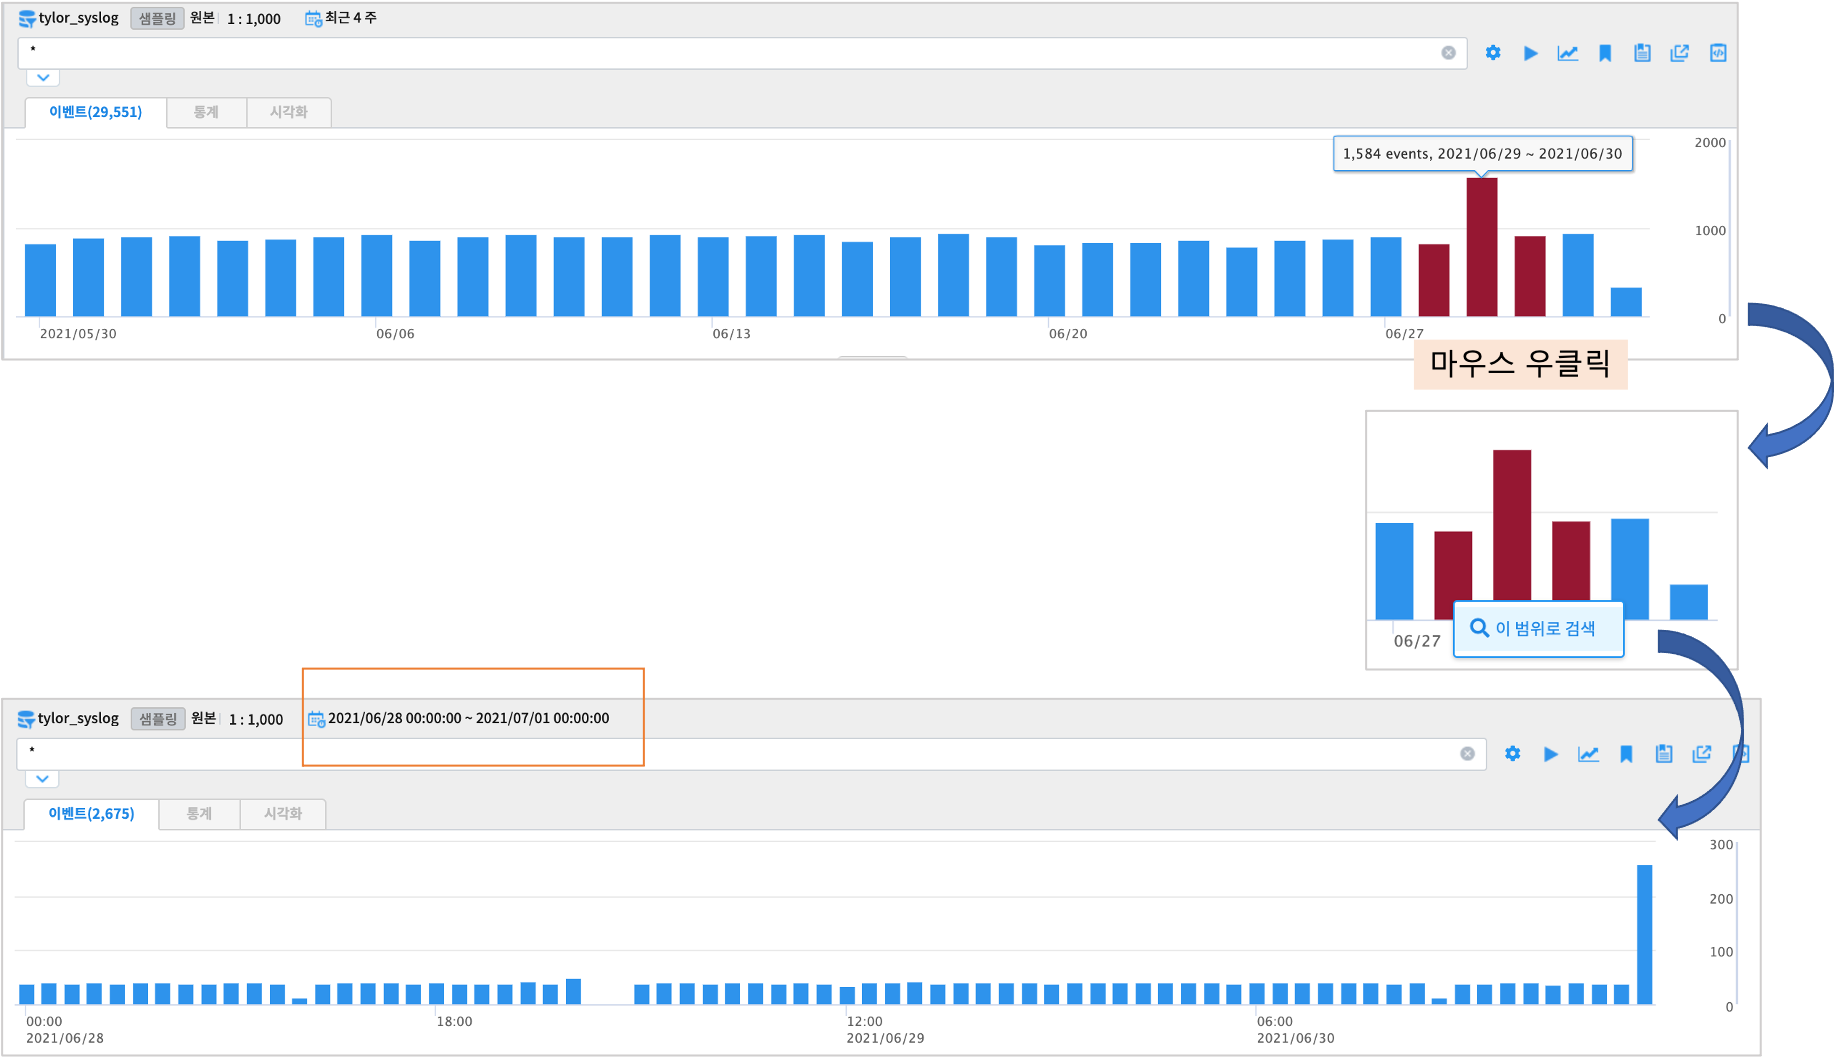 tylor_syslog 샘플링 원본 1 : 1,000 최근 4 주
*
이벤트(29,551) 통계 시각화
1,584 events, 2021/06/29 ~ 2021/06/30
2000
1000
0
2021/05/30 06/06 06/13 06/20 06/27
마우스 우클릭
이 범위로 검색
06/27
tylor_syslog 샘플링 원본 1 : 1,000 2021/06/28 00:00:00 ~ 2021/07/01 00:00:00
*
이벤트(2,675) 통계 시각화
300
200
100
0
00:00 18:00 12:00 06:00
2021/06/28 2021/06/29 2021/06/30